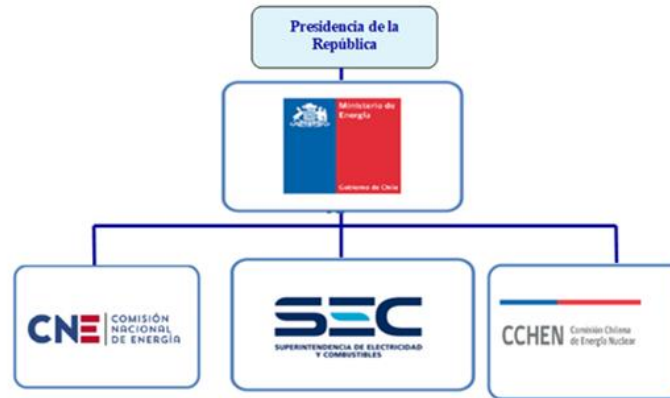 Presidencia de la
República
Ministerio de
Energía
Gobierno de Chile
CNE
COMISIÓN
NACIONAL
DE ENERGÍA
SEC
SUPERINTENDENCIA DE ELECTRICIDAD
Y COMBUSTIBLES
CCHEN
Comisión Chilena
de Energía Nuclear